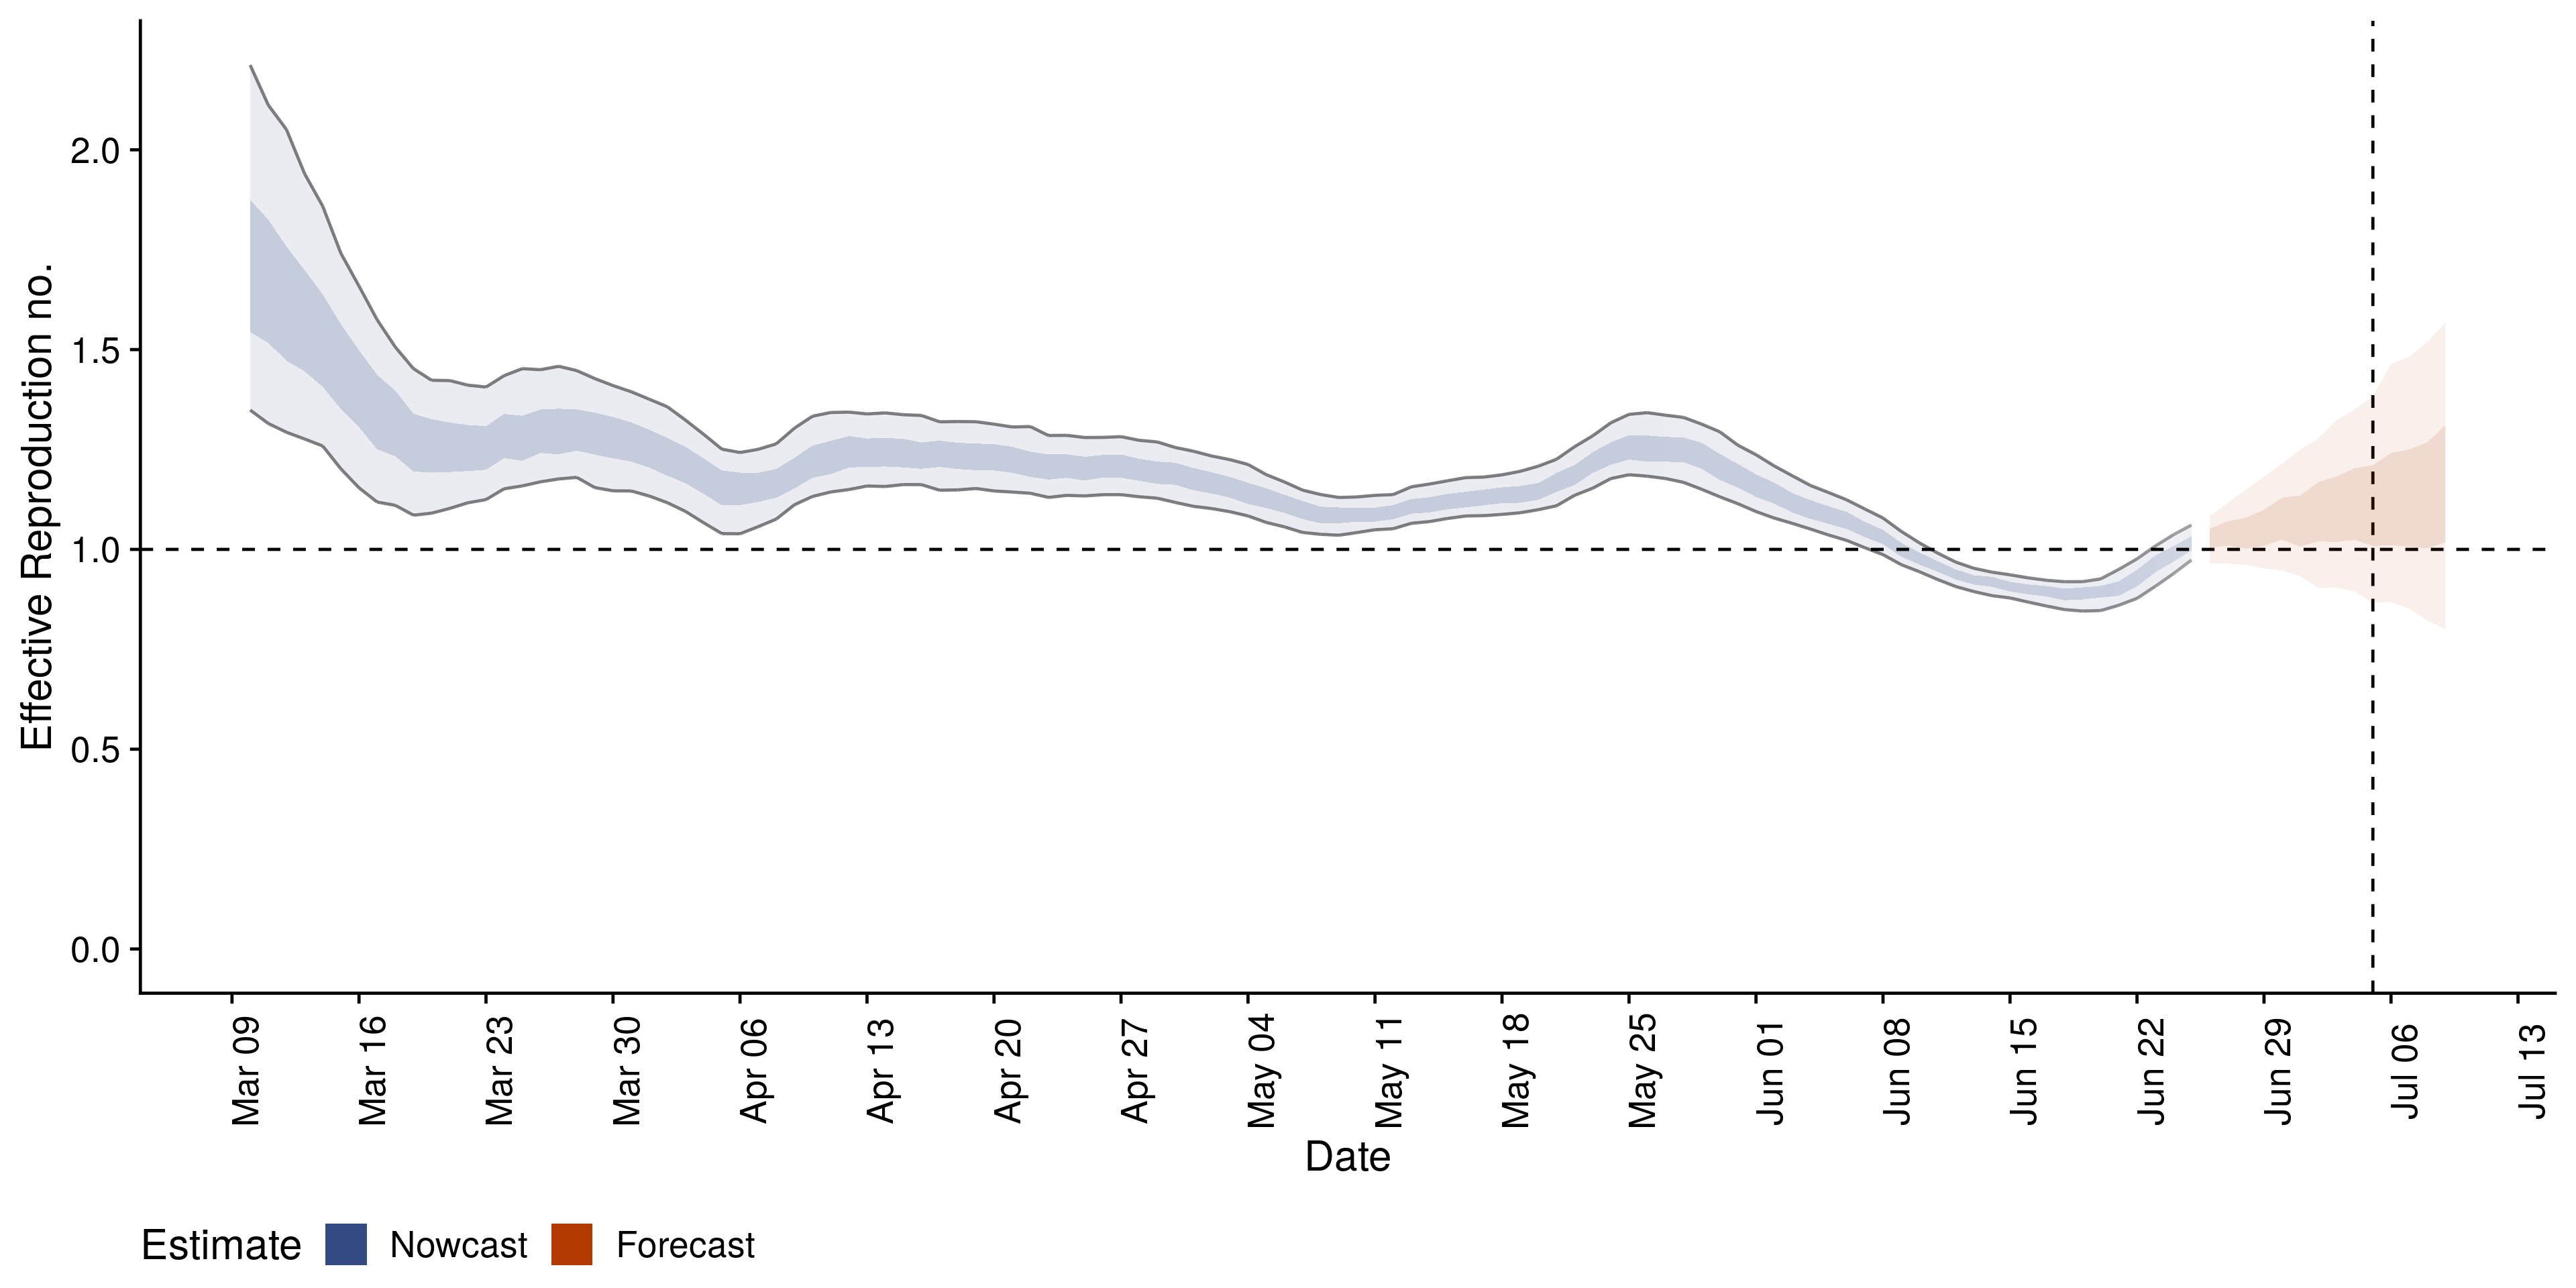 Effective Reproduction no.
2.0
1.5
1.0
0.5
0.0
Mar 09
Mar 16
Mar 23
Mar 30
Apr 06
Apr 13
Apr 20
Apr 27
May 04
May 11
May 18
May 25
Jun 01
Jun 08
Jun 15
Jun 22
Jun 29
Jul 06
Jul 13
Date
Estimate Nowcast Forecast